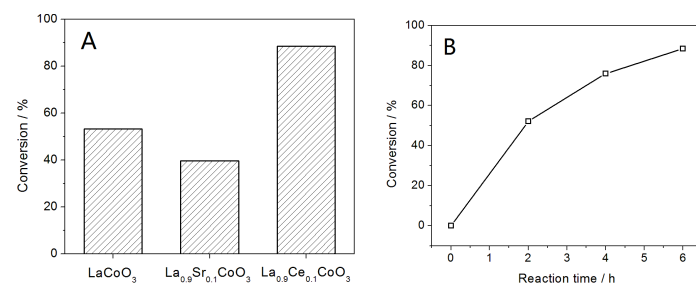 A
Conversion / %
100
80
60
40
20
0
LaCoO₃
La₀.₉Sr₀.₁CoO₃
La₀.₉Ce₀.₁CoO₃
B
Conversion / %
100
80
60
40
20
0
0 1 2 3 4 5 6
Reaction time / h